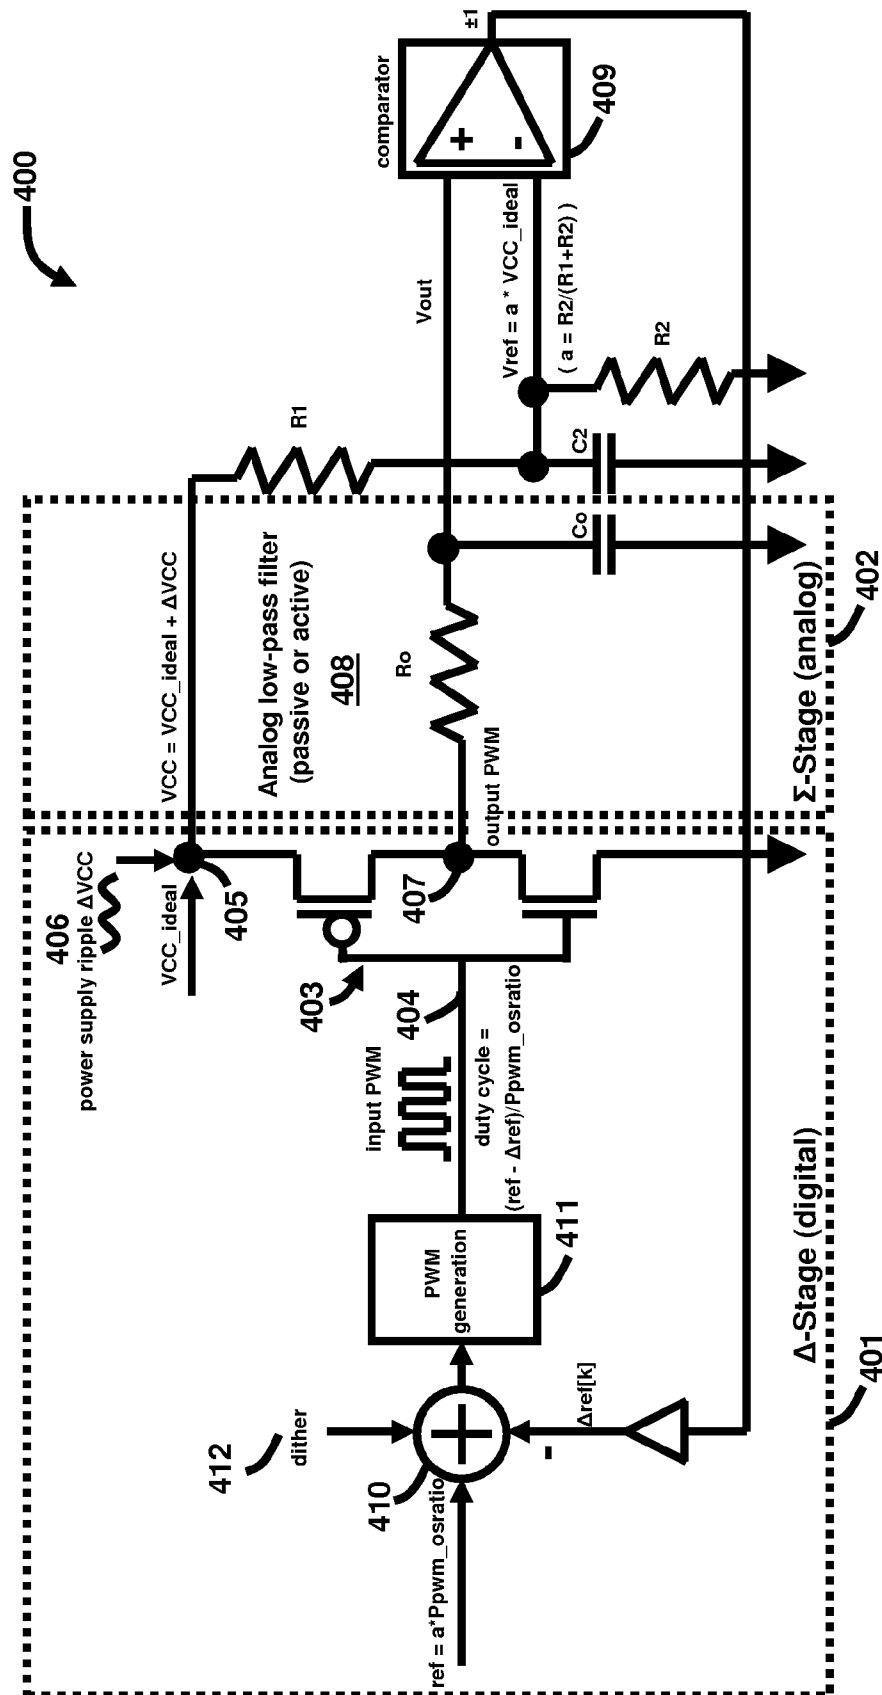 400
±1
comparator
+
-
409
Vout
Vref = a * VCC_ideal
( a = R2/(R1+R2) )
R1
R2
C2
Co
VCC = VCC_ideal + ΔVCC
Analog low-pass filter
(passive or active)
408
Ro
output PWM
Σ-Stage (analog)
402
406
power supply ripple ΔVCC
VCC_ideal
405
403
407
404
input PWM
duty cycle =
(ref - Δref)/Ppwm_osratio
PWM
generation
411
412
dither
410
ref = a*Ppwm_osratio
-
Δref[k]
Δ-Stage (digital)
401